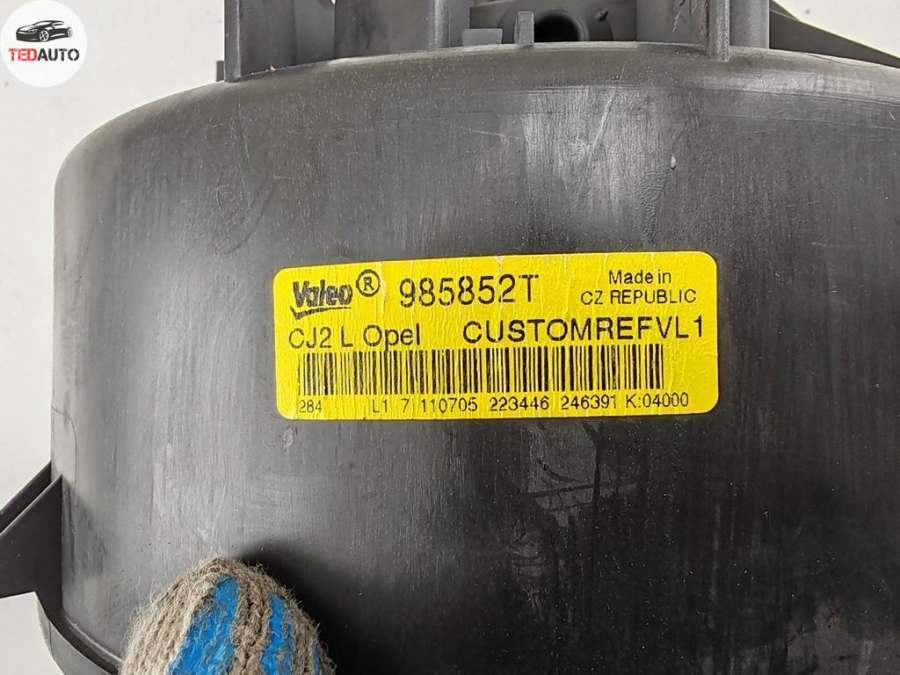 TEDAUTO
Valeo® 985852T
Made in
CZ REPUBLIC
CJ2 L Opel CUSTOMREFVL1
284 L1 7 110705 223446 246391 K:04000